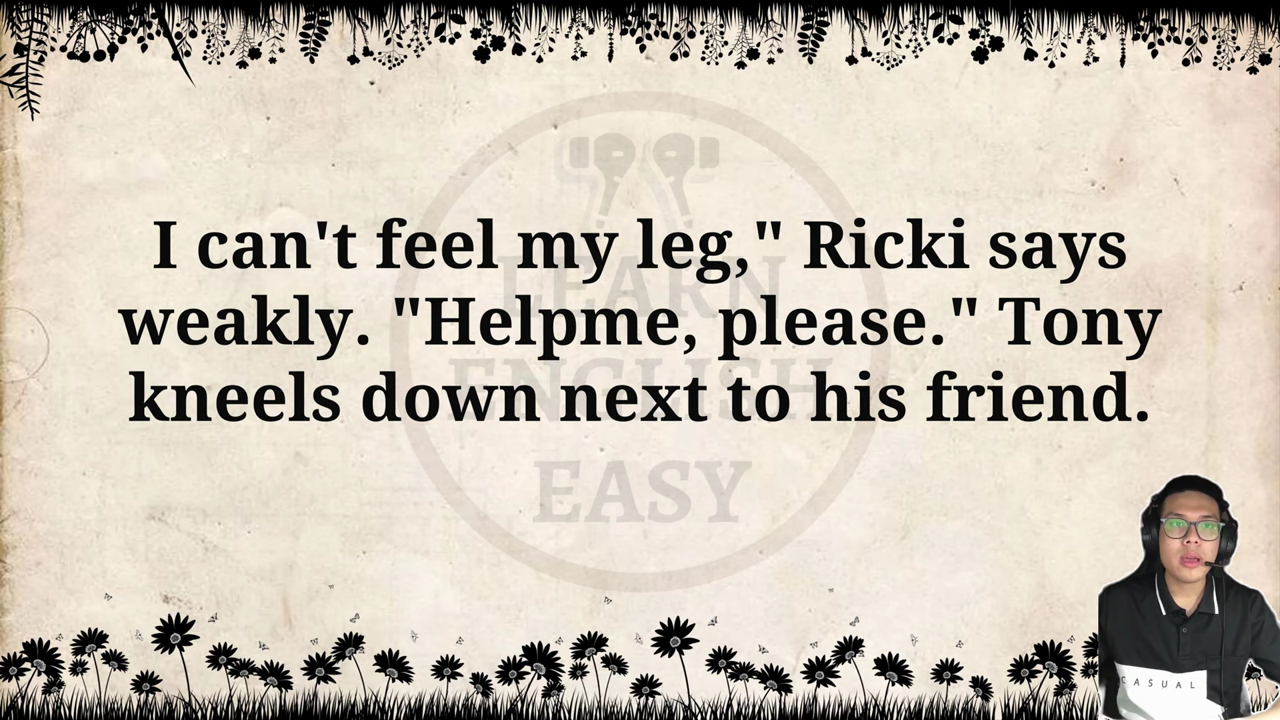 I can't feel my leg," Ricki says
weakly. "Helpme, please." Tony
kneels down next to his friend.
LEARN
ENGLISH
EASY
CASUAL